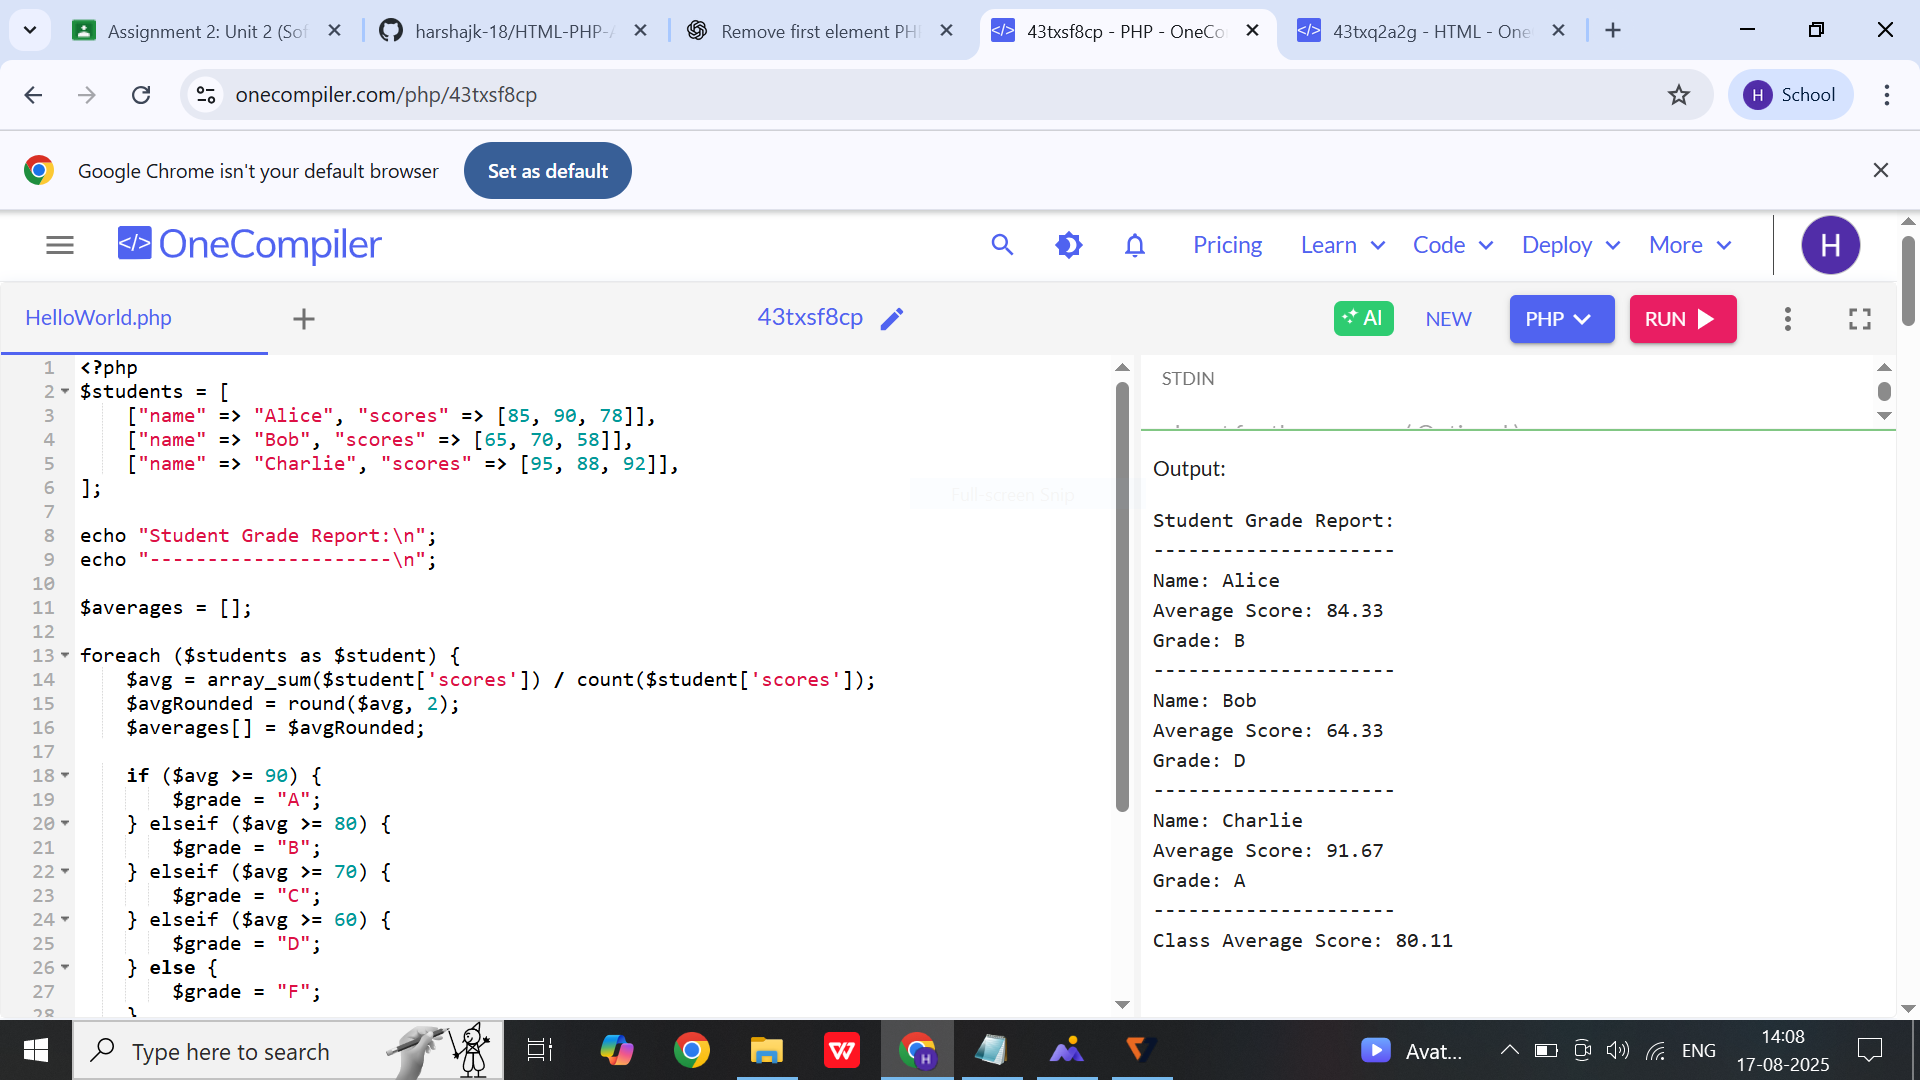 Assignment 2: Unit 2 (Sof
harshajk-18/HTML-PHP-A
Remove first element PH
43txsf8cp - PHP - OneCo
43txq2a2g - HTML - One
onecompiler.com/php/43txsf8cp
H School
Google Chrome isn't your default browser
Set as default
</> OneCompiler
Pricing Learn Code Deploy More
H
HelloWorld.php
43txsf8cp
AI NEW PHP RUN
1 <?php
2 $students = [
3     ["name" => "Alice", "scores" => [85, 90, 78]],
4     ["name" => "Bob", "scores" => [65, 70, 58]],
5     ["name" => "Charlie", "scores" => [95, 88, 92]],
6 ];
7
8 echo "Student Grade Report:\n";
9 echo "---------------------\n";
10
11 $averages = [];
12
13 foreach ($students as $student) {
14     $avg = array_sum($student['scores']) / count($student['scores']);
15     $avgRounded = round($avg, 2);
16     $averages[] = $avgRounded;
17
18     if ($avg >= 90) {
19         $grade = "A";
20     } elseif ($avg >= 80) {
21         $grade = "B";
22     } elseif ($avg >= 70) {
23         $grade = "C";
24     } elseif ($avg >= 60) {
25         $grade = "D";
26     } else {
27         $grade = "F";
28     }
Full-screen Snip
STDIN
Output:
Student Grade Report:
---------------------
Name: Alice
Average Score: 84.33
Grade: B
---------------------
Name: Bob
Average Score: 64.33
Grade: D
---------------------
Name: Charlie
Average Score: 91.67
Grade: A
---------------------
Class Average Score: 80.11
Type here to search
W
H
Avat...
ENG
14:08
17-08-2025